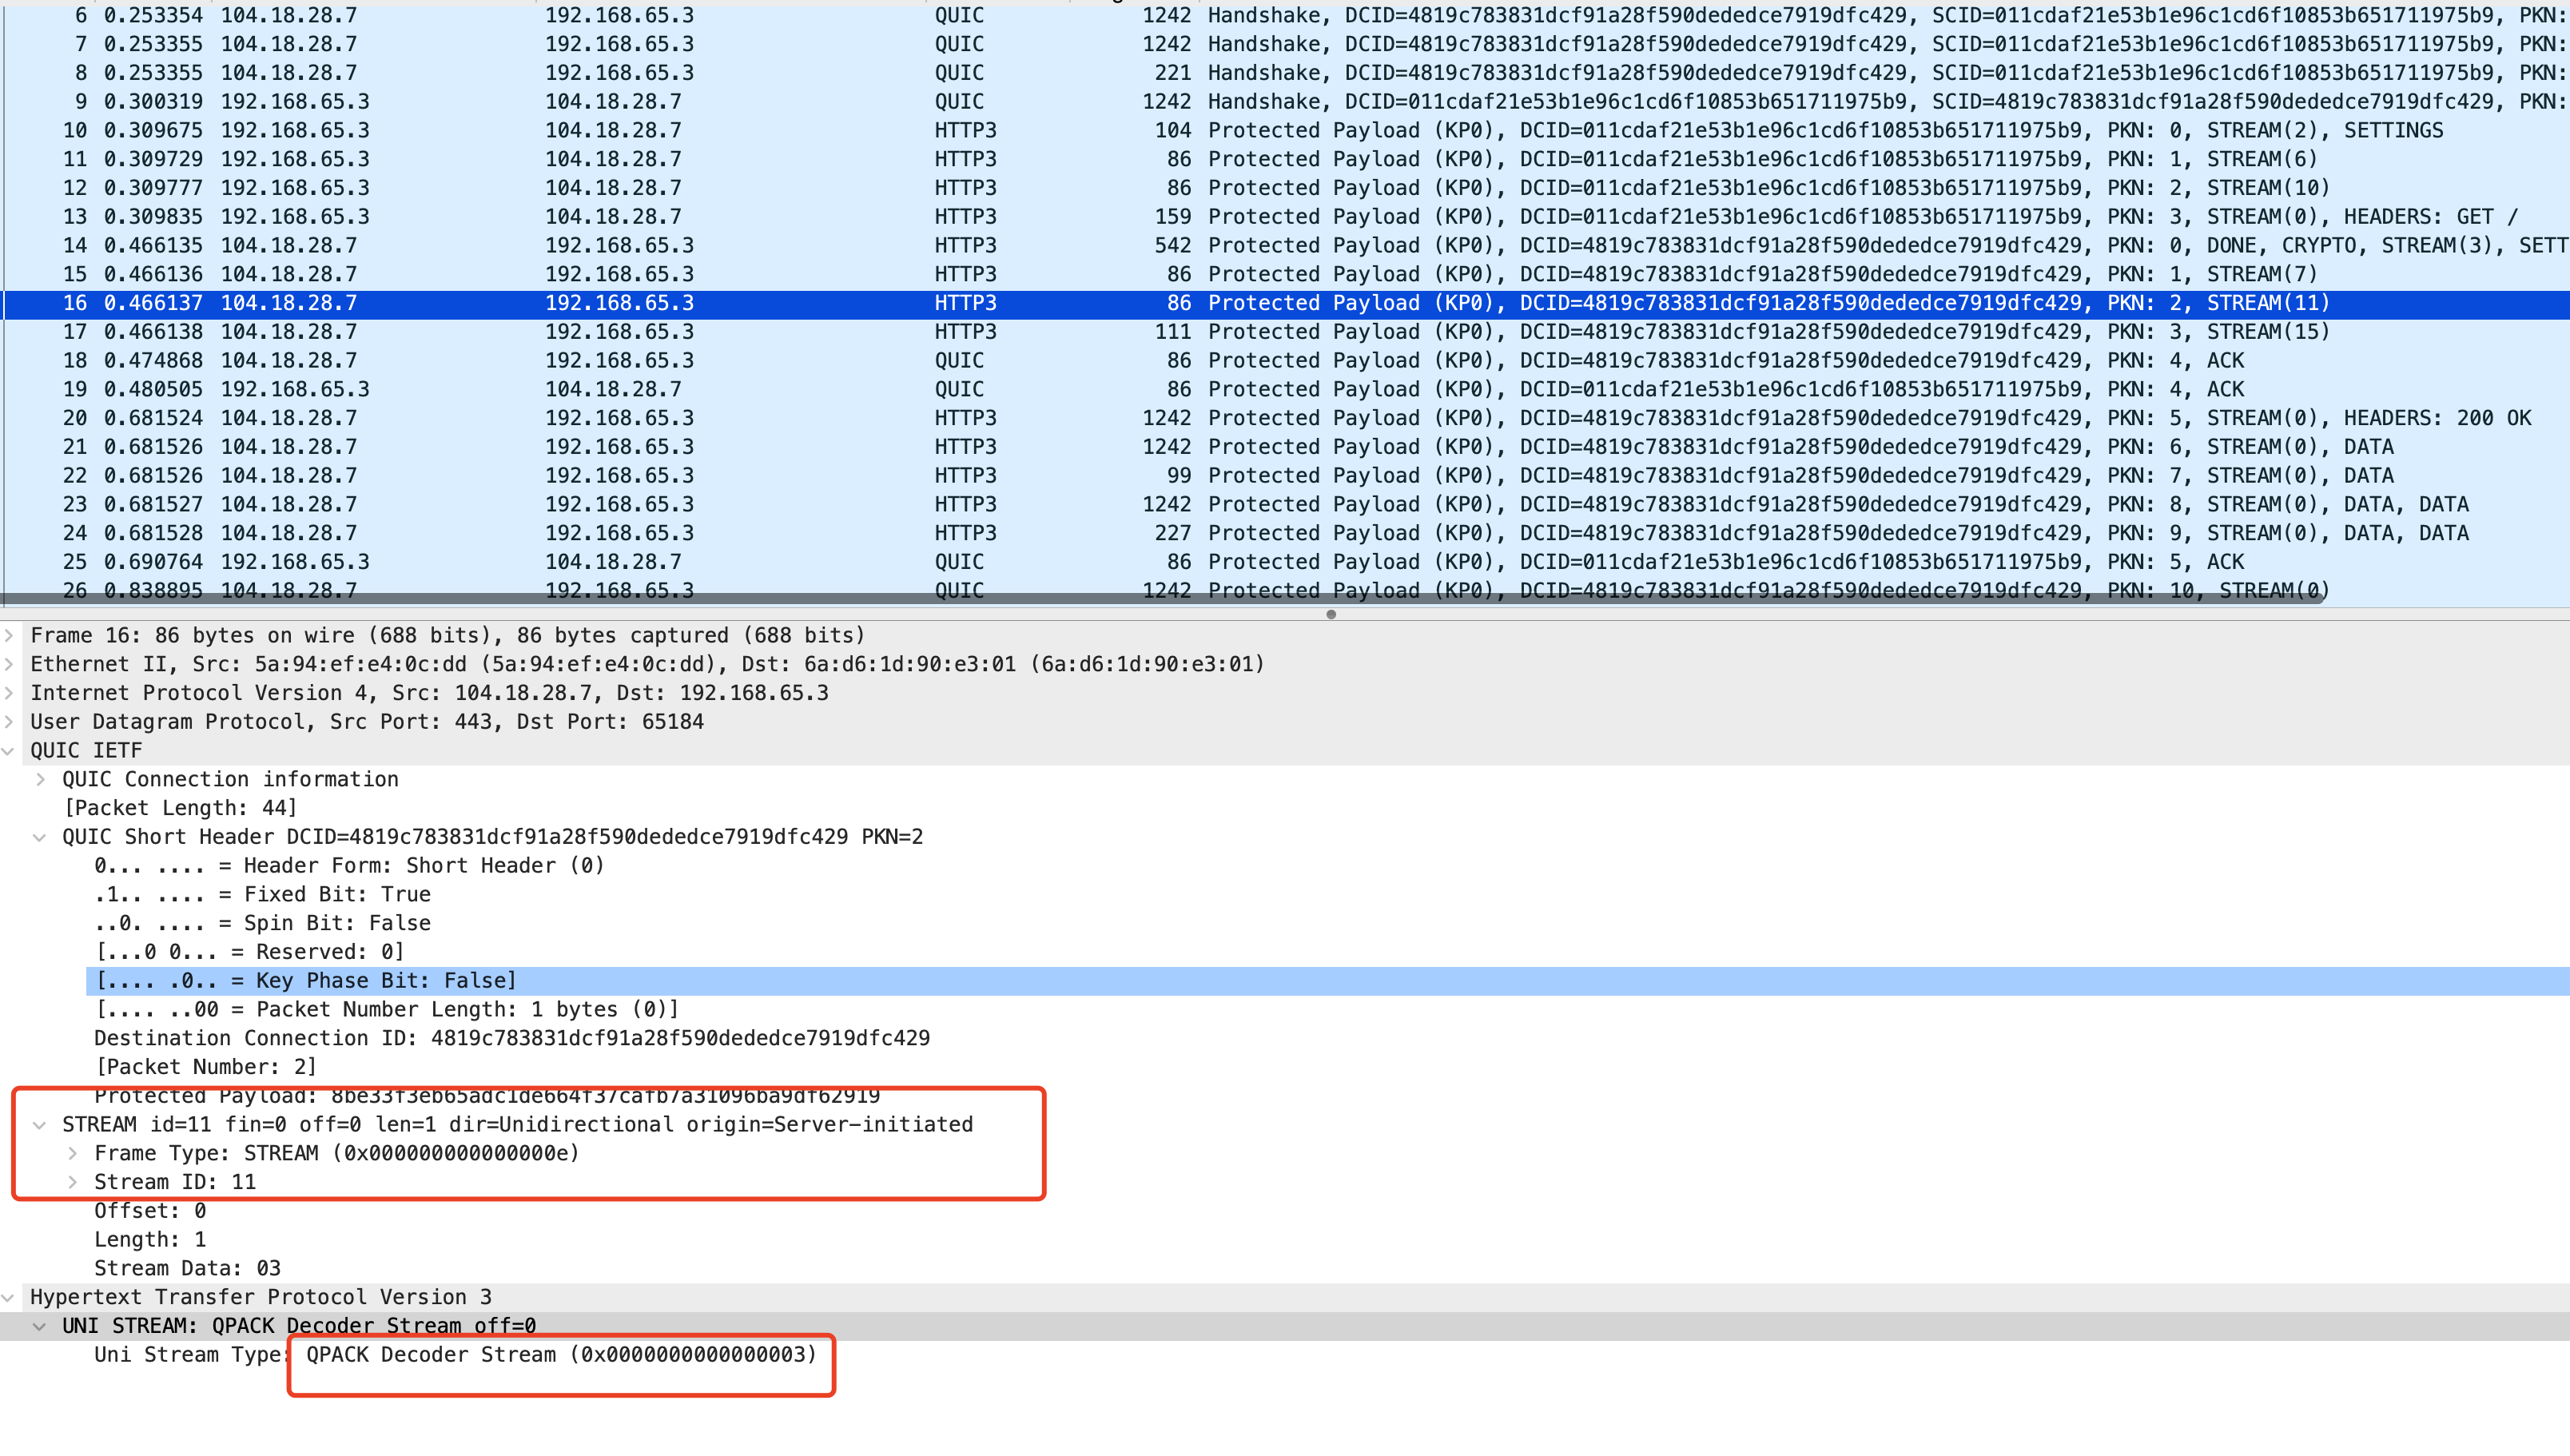 6 0.253354 104.18.28.7 192.168.65.3 QUIC 1242 Handshake, DCID=4819c783831dcf91a28f590dededce7919dfc429, SCID=011cdaf21e53b1e96c1cd6f10853b651711975b9, PKN:
7 0.253355 104.18.28.7 192.168.65.3 QUIC 1242 Handshake, DCID=4819c783831dcf91a28f590dededce7919dfc429, SCID=011cdaf21e53b1e96c1cd6f10853b651711975b9, PKN:
8 0.253355 104.18.28.7 192.168.65.3 QUIC 221 Handshake, DCID=4819c783831dcf91a28f590dededce7919dfc429, SCID=011cdaf21e53b1e96c1cd6f10853b651711975b9, PKN:
9 0.300319 192.168.65.3 104.18.28.7 QUIC 1242 Handshake, DCID=011cdaf21e53b1e96c1cd6f10853b651711975b9, SCID=4819c783831dcf91a28f590dededce7919dfc429, PKN:
10 0.309675 192.168.65.3 104.18.28.7 HTTP3 104 Protected Payload (KP0), DCID=011cdaf21e53b1e96c1cd6f10853b651711975b9, PKN: 0, STREAM(2), SETTINGS
11 0.309729 192.168.65.3 104.18.28.7 HTTP3 86 Protected Payload (KP0), DCID=011cdaf21e53b1e96c1cd6f10853b651711975b9, PKN: 1, STREAM(6)
12 0.309777 192.168.65.3 104.18.28.7 HTTP3 86 Protected Payload (KP0), DCID=011cdaf21e53b1e96c1cd6f10853b651711975b9, PKN: 2, STREAM(10)
13 0.309835 192.168.65.3 104.18.28.7 HTTP3 159 Protected Payload (KP0), DCID=011cdaf21e53b1e96c1cd6f10853b651711975b9, PKN: 3, STREAM(0), HEADERS: GET /
14 0.466135 104.18.28.7 192.168.65.3 HTTP3 542 Protected Payload (KP0), DCID=4819c783831dcf91a28f590dededce7919dfc429, PKN: 0, DONE, CRYPTO, STREAM(3), SETT
15 0.466136 104.18.28.7 192.168.65.3 HTTP3 86 Protected Payload (KP0), DCID=4819c783831dcf91a28f590dededce7919dfc429, PKN: 1, STREAM(7)
16 0.466137 104.18.28.7 192.168.65.3 HTTP3 86 Protected Payload (KP0), DCID=4819c783831dcf91a28f590dededce7919dfc429, PKN: 2, STREAM(11)
17 0.466138 104.18.28.7 192.168.65.3 HTTP3 111 Protected Payload (KP0), DCID=4819c783831dcf91a28f590dededce7919dfc429, PKN: 3, STREAM(15)
18 0.474868 104.18.28.7 192.168.65.3 QUIC 86 Protected Payload (KP0), DCID=4819c783831dcf91a28f590dededce7919dfc429, PKN: 4, ACK
19 0.480505 192.168.65.3 104.18.28.7 QUIC 86 Protected Payload (KP0), DCID=011cdaf21e53b1e96c1cd6f10853b651711975b9, PKN: 4, ACK
20 0.681524 104.18.28.7 192.168.65.3 HTTP3 1242 Protected Payload (KP0), DCID=4819c783831dcf91a28f590dededce7919dfc429, PKN: 5, STREAM(0), HEADERS: 200 OK
21 0.681526 104.18.28.7 192.168.65.3 HTTP3 1242 Protected Payload (KP0), DCID=4819c783831dcf91a28f590dededce7919dfc429, PKN: 6, STREAM(0), DATA
22 0.681526 104.18.28.7 192.168.65.3 HTTP3 99 Protected Payload (KP0), DCID=4819c783831dcf91a28f590dededce7919dfc429, PKN: 7, STREAM(0), DATA
23 0.681527 104.18.28.7 192.168.65.3 HTTP3 1242 Protected Payload (KP0), DCID=4819c783831dcf91a28f590dededce7919dfc429, PKN: 8, STREAM(0), DATA, DATA
24 0.681528 104.18.28.7 192.168.65.3 HTTP3 227 Protected Payload (KP0), DCID=4819c783831dcf91a28f590dededce7919dfc429, PKN: 9, STREAM(0), DATA, DATA
25 0.690764 192.168.65.3 104.18.28.7 QUIC 86 Protected Payload (KP0), DCID=011cdaf21e53b1e96c1cd6f10853b651711975b9, PKN: 5, ACK
26 0.838895 104.18.28.7 192.168.65.3 QUIC 1242 Protected Payload (KP0), DCID=4819c783831dcf91a28f590dededce7919dfc429, PKN: 10, STREAM(0)
Frame 16: 86 bytes on wire (688 bits), 86 bytes captured (688 bits)
Ethernet II, Src: 5a:94:ef:e4:0c:dd (5a:94:ef:e4:0c:dd), Dst: 6a:d6:1d:90:e3:01 (6a:d6:1d:90:e3:01)
Internet Protocol Version 4, Src: 104.18.28.7, Dst: 192.168.65.3
User Datagram Protocol, Src Port: 443, Dst Port: 65184
QUIC IETF
QUIC Connection information
[Packet Length: 44]
QUIC Short Header DCID=4819c783831dcf91a28f590dededce7919dfc429 PKN=2
0... .... = Header Form: Short Header (0)
.1.. .... = Fixed Bit: True
..0. .... = Spin Bit: False
[...0 0... = Reserved: 0]
[.... .0.. = Key Phase Bit: False]
[.... ..00 = Packet Number Length: 1 bytes (0)]
Destination Connection ID: 4819c783831dcf91a28f590dededce7919dfc429
[Packet Number: 2]
Protected Payload: 8be33f3eb65adc1de664f37cafb7a31096ba9df62919
STREAM id=11 fin=0 off=0 len=1 dir=Unidirectional origin=Server-initiated
Frame Type: STREAM (0x000000000000000e)
Stream ID: 11
Offset: 0
Length: 1
Stream Data: 03
Hypertext Transfer Protocol Version 3
UNI STREAM: QPACK Decoder Stream off=0
Uni Stream Type: QPACK Decoder Stream (0x0000000000000003)